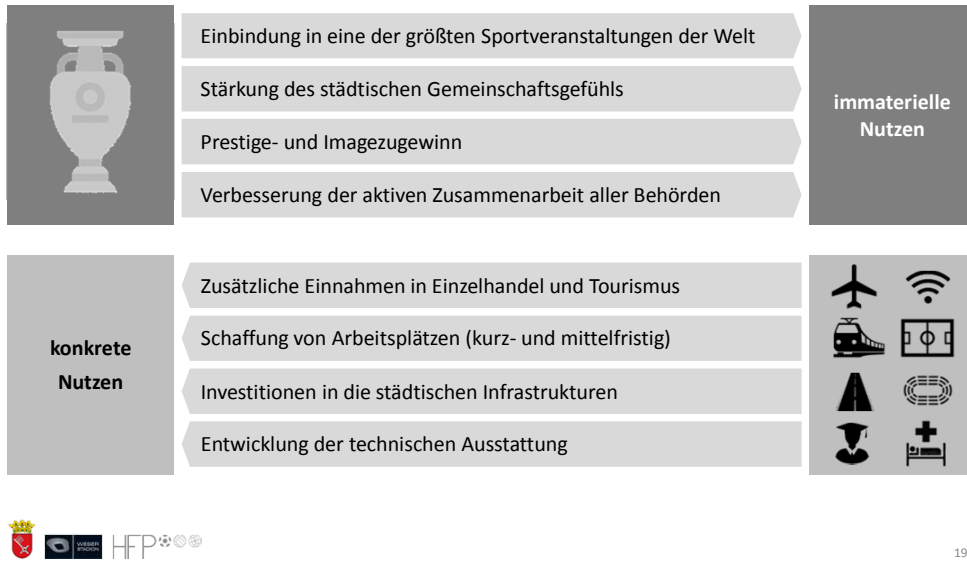 Einbindung in eine der größten Sportveranstaltungen der Welt
Stärkung des städtischen Gemeinschaftsgefühls
Prestige- und Imagezugewinn
Verbesserung der aktiven Zusammenarbeit aller Behörden
immaterielle
Nutzen
konkrete
Nutzen
Zusätzliche Einnahmen in Einzelhandel und Tourismus
Schaffung von Arbeitsplätzen (kurz- und mittelfristig)
Investitionen in die städtischen Infrastrukturen
Entwicklung der technischen Ausstattung
WESER
STADION
HFP
19